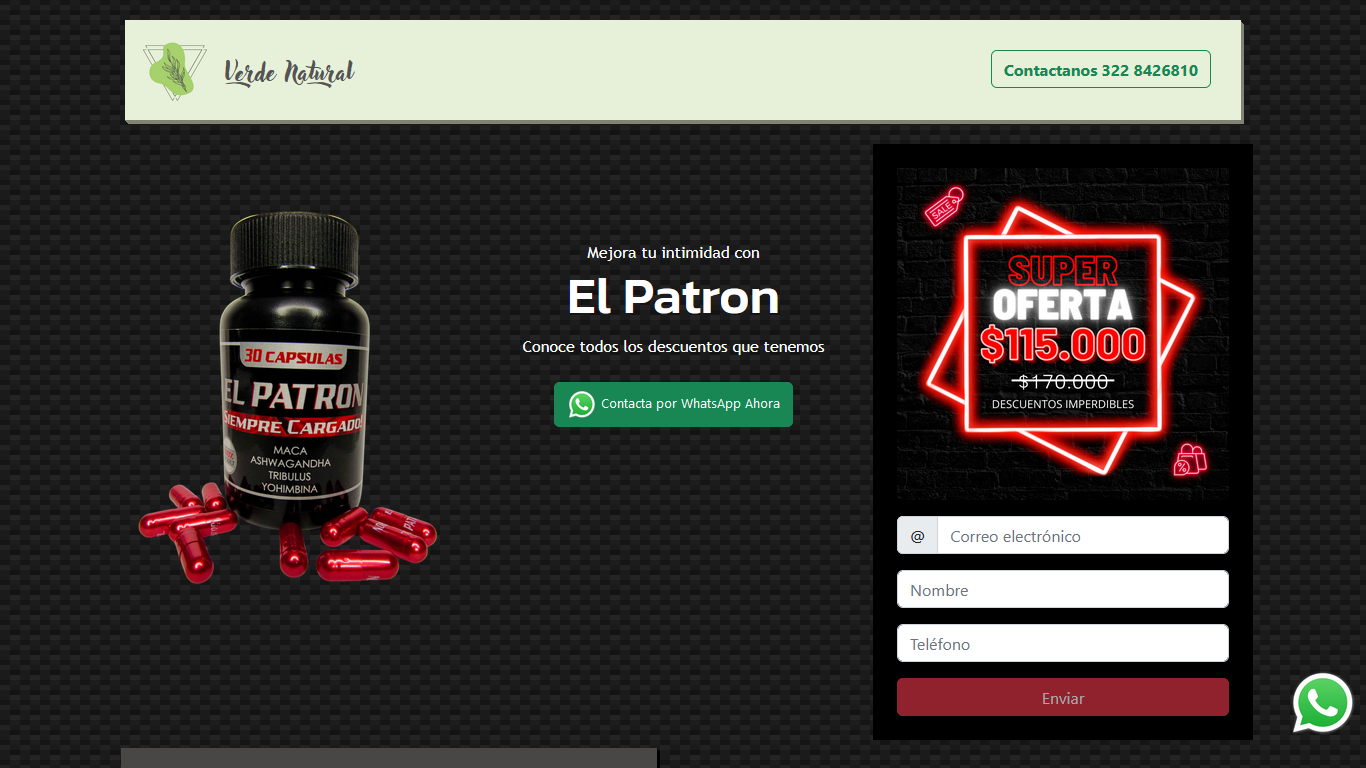 Verde Natural
Contactanos 322 8426810
Mejora tu intimidad con
El Patron
Conoce todos los descuentos que tenemos
Contacta por WhatsApp Ahora
30 CAPSULAS
EL PATRON
SIEMPRE CARGADOS
MACA
ASHWAGANDHA
TRIBULUS
YOHIMBINA
SALE
SUPER
OFERTA
$115.000
$170.000
DESCUENTOS IMPERDIBLES
%
@ Correo electrónico
Nombre
Teléfono
Enviar